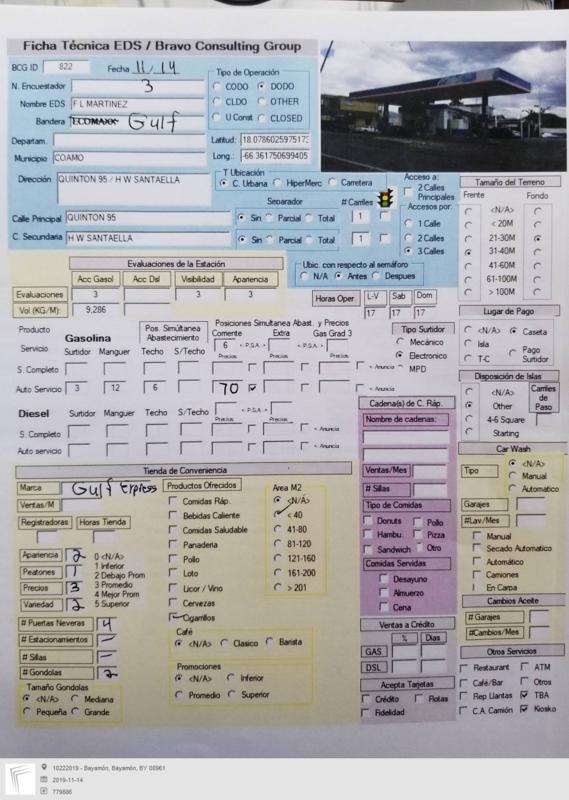 Ficha Técnica EDS / Bravo Consulting Group
BCG ID 822 Fecha 11/14
N. Encuestador 3
Nombre EDS F L MARTINEZ
Bandera ECOMAXX Gulf
Tipo de Operación
CODO DODO
CLDO OTHER
U Const CLOSED
Departam. Latitud: 18.0786025975173
Municipio COAMO Long.: -66.361750699405
Dirección QUINTON 95 / H W SANTAELLA
T Ubicación
C. Urbana HiperMerc Carretera
Separador # Carriles
Calle Principal QUINTON 95 Sin Parcial Total 1
C. Secundaria H W SANTAELLA Sin Parcial Total 1
Acceso a:
2 Calles Principales
Accesos por:
1 Calle
2 Calles
3 Calles
Tamaño del Terreno
Frente Fondo
<N/A>
< 20M
21-30M
31-40M
41-60M
61-100M
> 100M
Evaluaciones de la Estación
Acc Gasol Acc Dsl Visibilidad Apariencia
Evaluaciones 3 3 3
Vol (KG/M): 9,286
Ubic. con respecto al semáforo
N/A Antes Despues
Horas Oper. L-V Sab Dom
17 17 17
Lugar de Pago
<N/A> Caseta
Isla Pago Surtidor
T-C
Producto Gasolina
Servicio Surtidor Manguer
Pos. Simúltanea Abastecimiento
Techo S/Techo
Posiciones Simultanea Abast. y Precios
Corriente Extra Gas Grad 3
6 < -P.S.A.- >
Precios Precios Precios
S. Completo < - Anuncia
Auto Servicio 3 12 6 70 < - Anuncia
Tipo Surtidor
Mecánico
Electronico
MPD
Disposición de Islas
<N/A>
Other
4-6 Square
Starting
Carriles de Paso
Diesel Surtidor Manguer Techo S/Techo < -P.S.A.- >
Precios Precios
S. Completo < - Anuncia
Auto servicio < - Anuncia
Cadena(s) de C. Ráp.
Nombre de cadenas:
Ventas/Mes
# Sillas
Tipo de Comidas
Donuts Pollo
Hambu. Pizza
Sandwich Otro
Comidas Servidas
Desayuno
Almuerzo
Cena
Car Wash
Tipo <N/A>
Manual
Automatico
Garajes
#Lav/Mes
Manual
Secado Automatico
Automático
Camiones
En Carpa
Tienda de Conveniencia
Marca Gulf Express
Ventas/M
Registradoras Horas Tienda
Apariencia 2
Peatones 1
Precios 3
Variedad 2
0 <N/A>
1 Inferior
2 Debajo Prom
3 Promedio
4 Mejor Prom
5 Superior
# Puertas Neveras 4
# Estacionamientos –
# Sillas –
# Gondolas 2
Tamaño Gondolas
<N/A> Mediana
Pequeña Grande
Productos Ofrecidos
Comidas Ráp.
Bebidas Caliente
Comidas Saludable
Panaderia
Pollo
Loto
Licor / Vino
Cervezas
Cigarrillos
Area M2
<N/A>
< 40
41-80
81-120
121-160
161-200
> 201
Café
<N/A> Clasico Barista
Promociones
<N/A> Inferior
Promedio Superior
Ventas a Crédito
% Dias
GAS
DSL
Acepta Tarjetas
Crédito Flotas
Fidelidad
Cambios Aceite
# Garajes
#Cambios/Mes
Otros Servicios
Restaurant ATM
Café/Bar Otros
Rep Llantas TBA
C.A. Camión Kiosko
10222019 - Bayamón, Bayamón, BY 00961
2019-11-14
779886